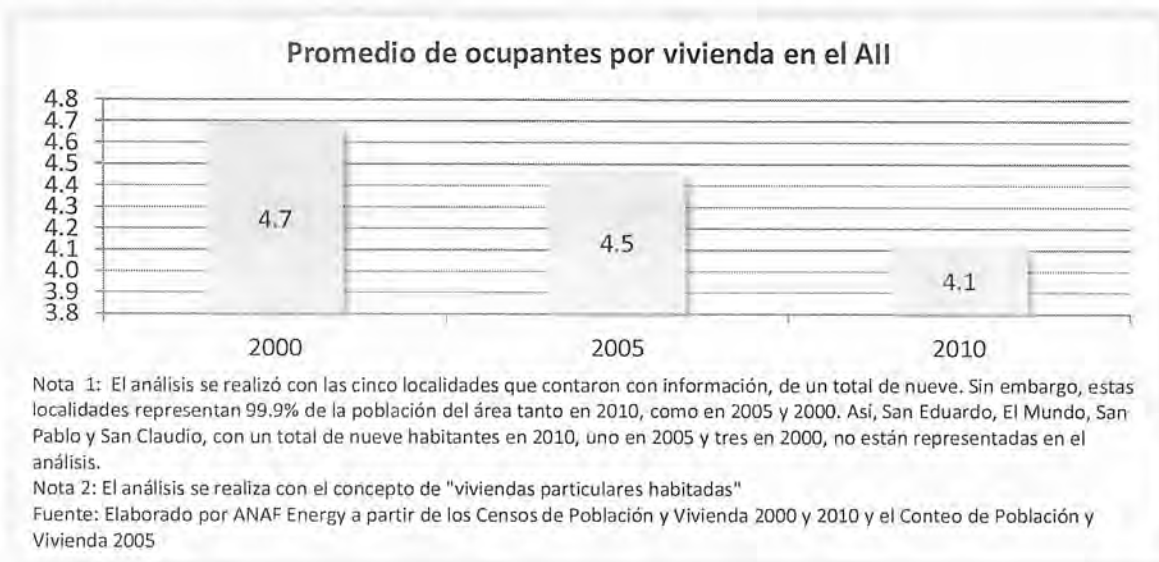 Promedio de ocupantes por vivienda en el AII
4.8
4.7
4.6
4.5
4.4
4.3
4.2
4.1
4.0
3.9
3.8
4.7
4.5
4.1
2000
2005
2010
Nota 1: El análisis se realizó con las cinco localidades que contaron con información, de un total de nueve. Sin embargo, estas
localidades representan 99.9% de la población del área tanto en 2010, como en 2005 y 2000. Así, San Eduardo, El Mundo, San
Pablo y San Claudio, con un total de nueve habitantes en 2010, uno en 2005 y tres en 2000, no están representadas en el
análisis.
Nota 2: El análisis se realiza con el concepto de "viviendas particulares habitadas"
Fuente: Elaborado por ANAF Energy a partir de los Censos de Población y Vivienda 2000 y 2010 y el Conteo de Población y
Vivienda 2005